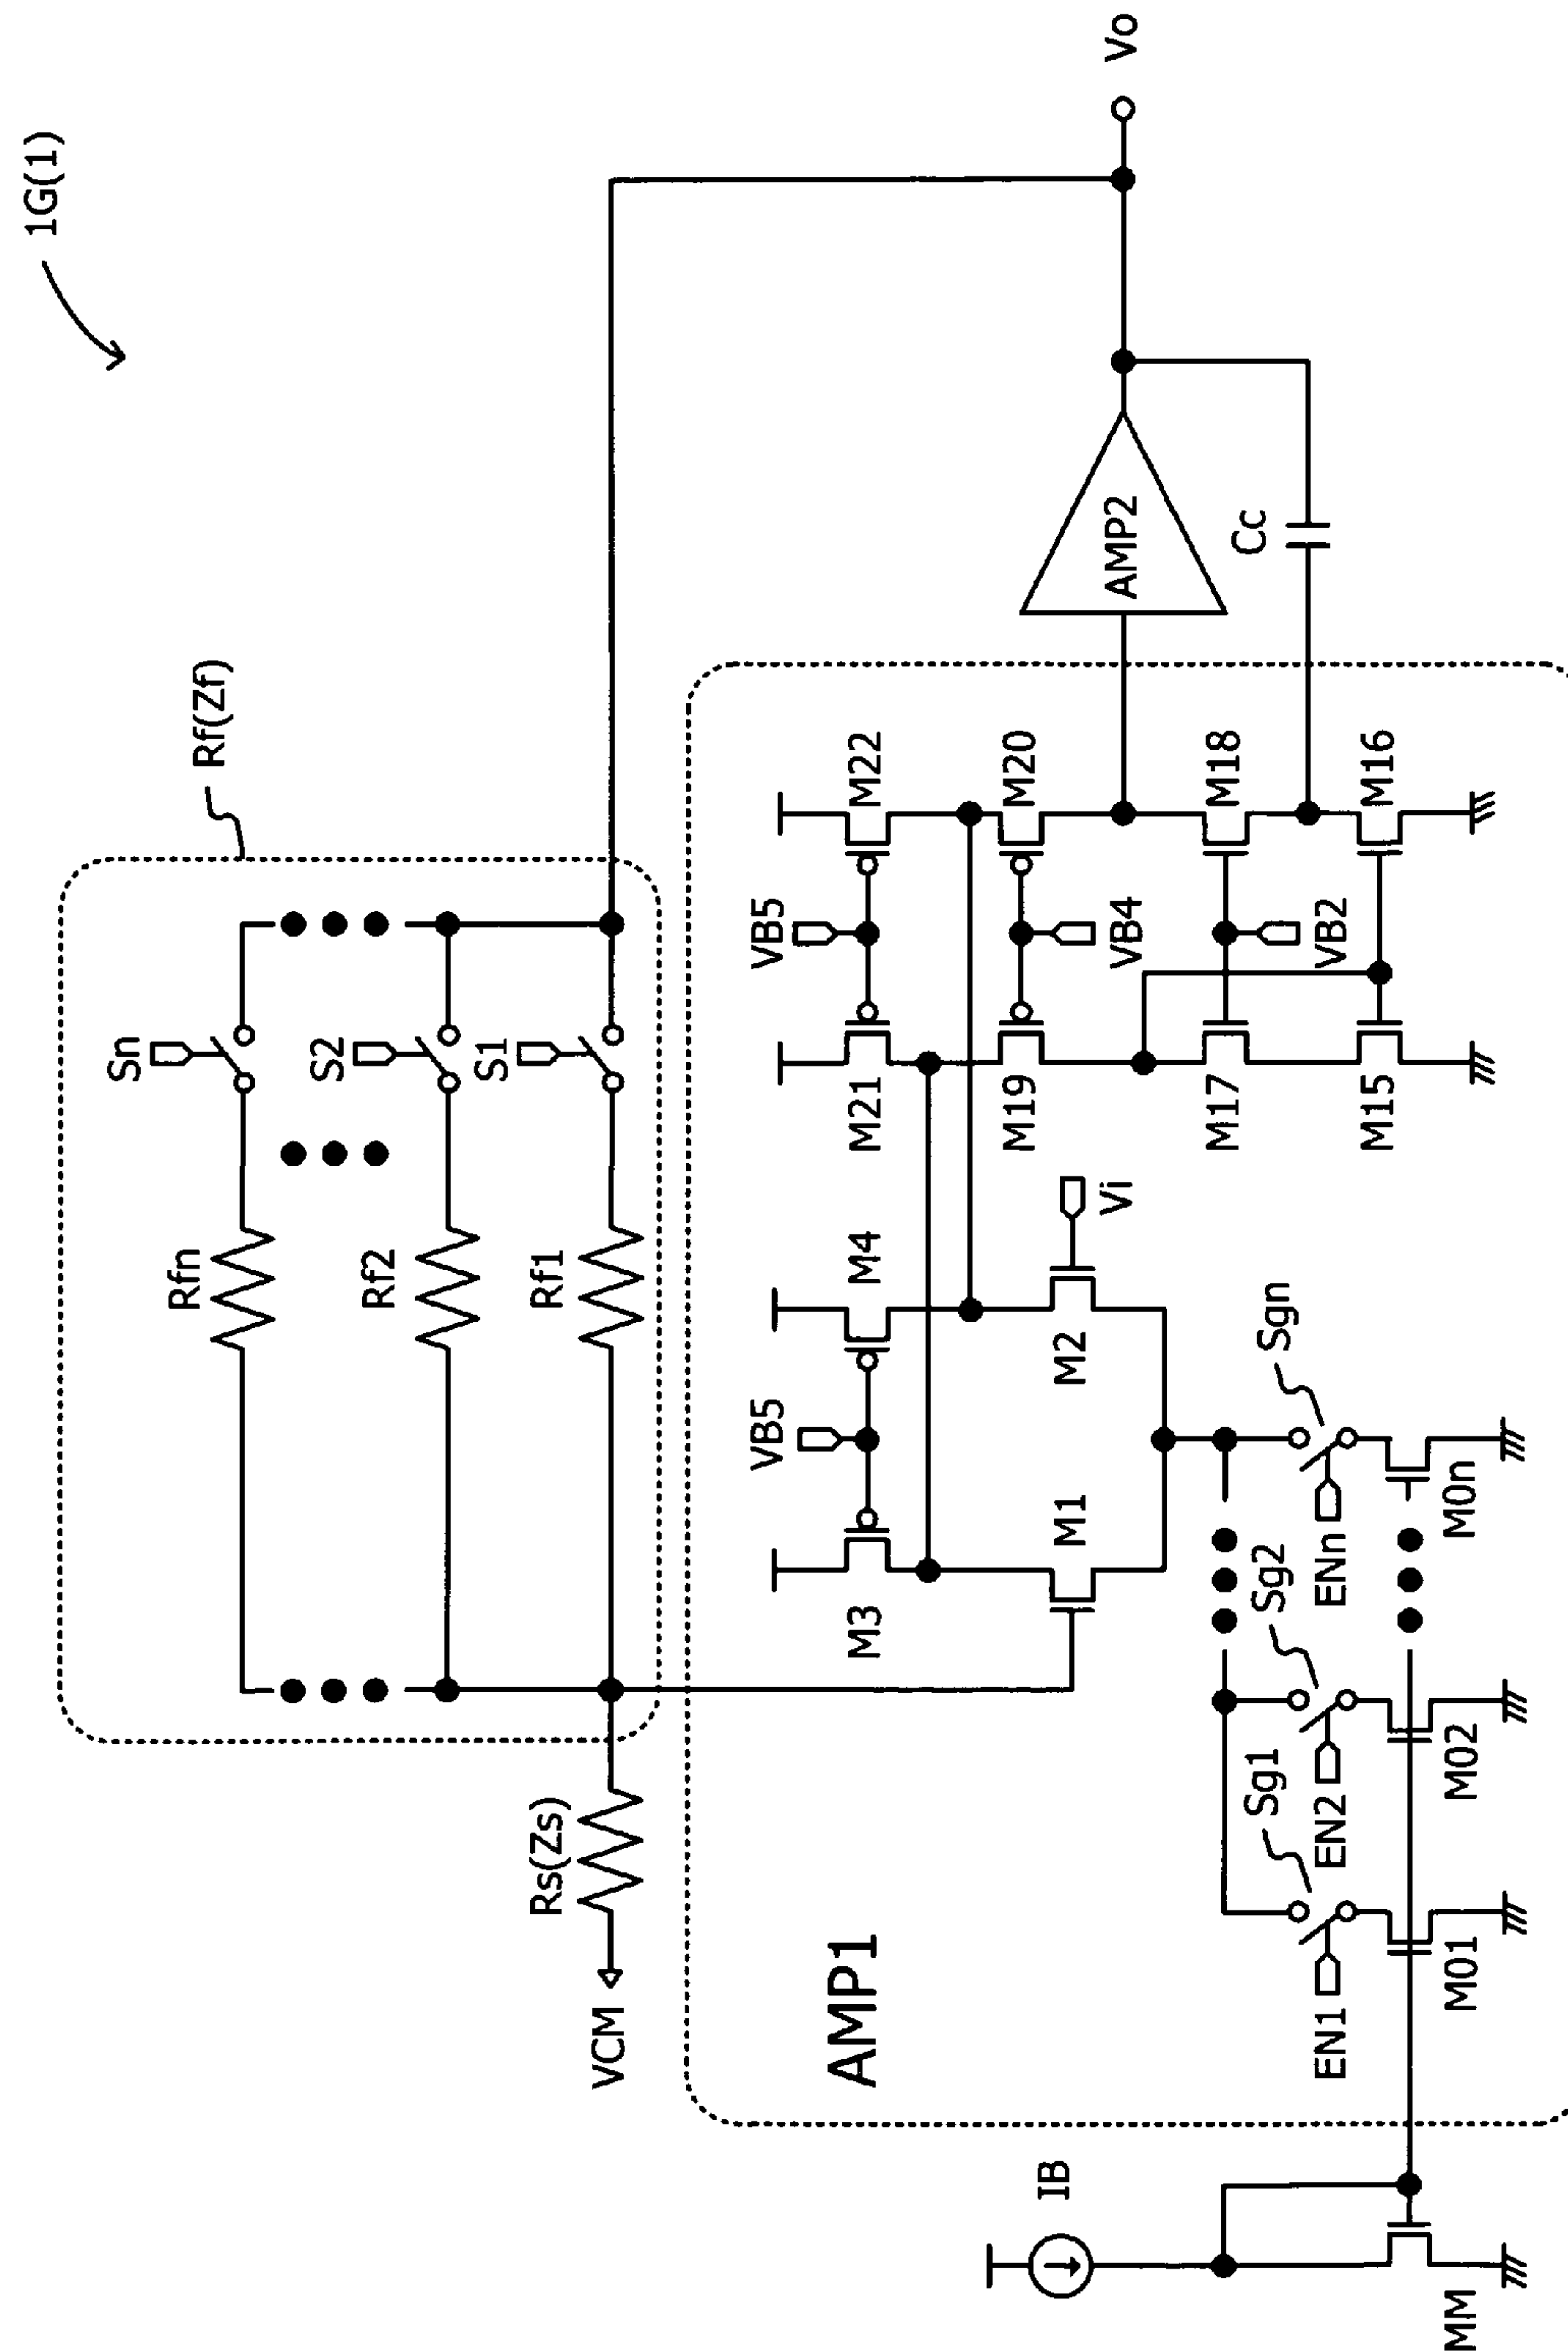 1G(1)
Rf(Zf)
Sn
Rfn
S2
Rf2
S1
Rf1
Rs(Zs)
VCM
Vo
AMP1
VB5
VB5
M3
M4
M21
M22
VB4
M19
M20
M1
M2
Vi
AMP2
VB2
M17
M18
Cc
M15
M16
IB
Sg1
Sg2
Sgn
EN1
EN2
ENn
MM
M01
M02
M0n